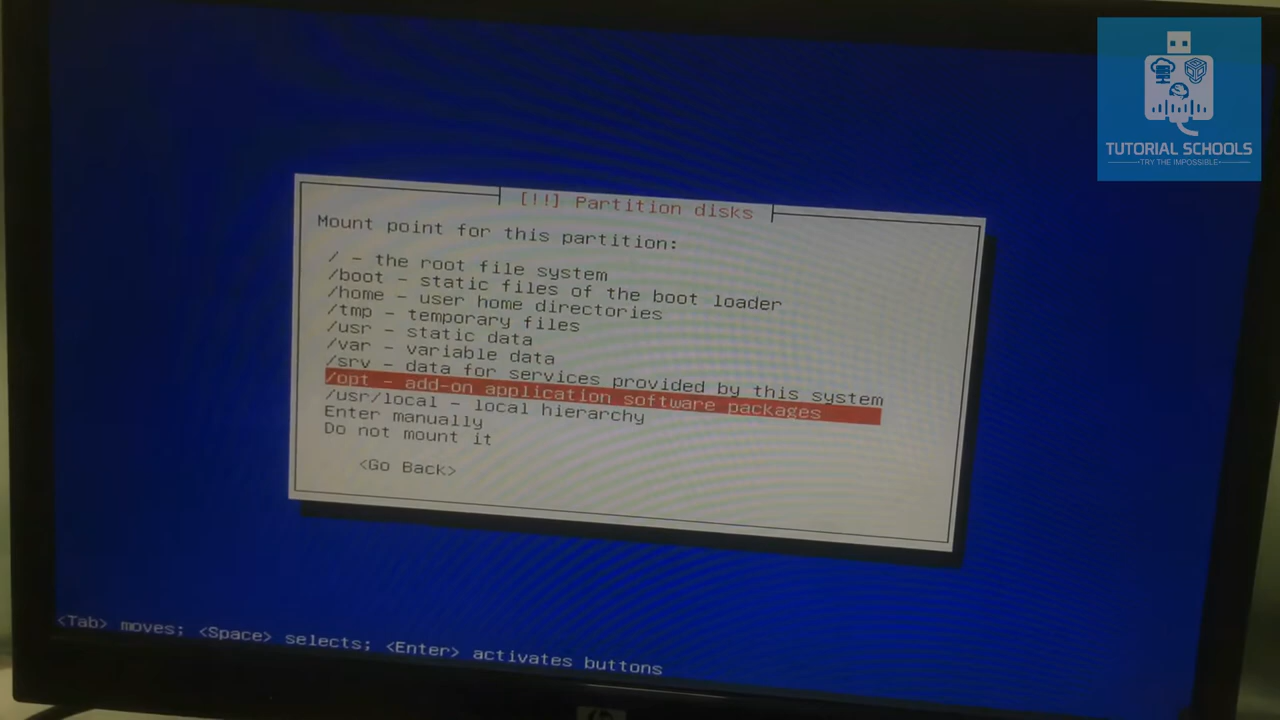 TUTORIAL SCHOOLS
TRY THE IMPOSSIBLE
[!!] Partition disks
Mount point for this partition:
/ - the root file system
/boot - static files of the boot loader
/home - user home directories
/tmp - temporary files
/usr - static data
/var - variable data
/srv - data for services provided by this system
/opt - add-on application software packages
/usr/local - local hierarchy
Enter manually
Do not mount it
<Go Back>
<Tab> moves; <Space> selects; <Enter> activates buttons
hp